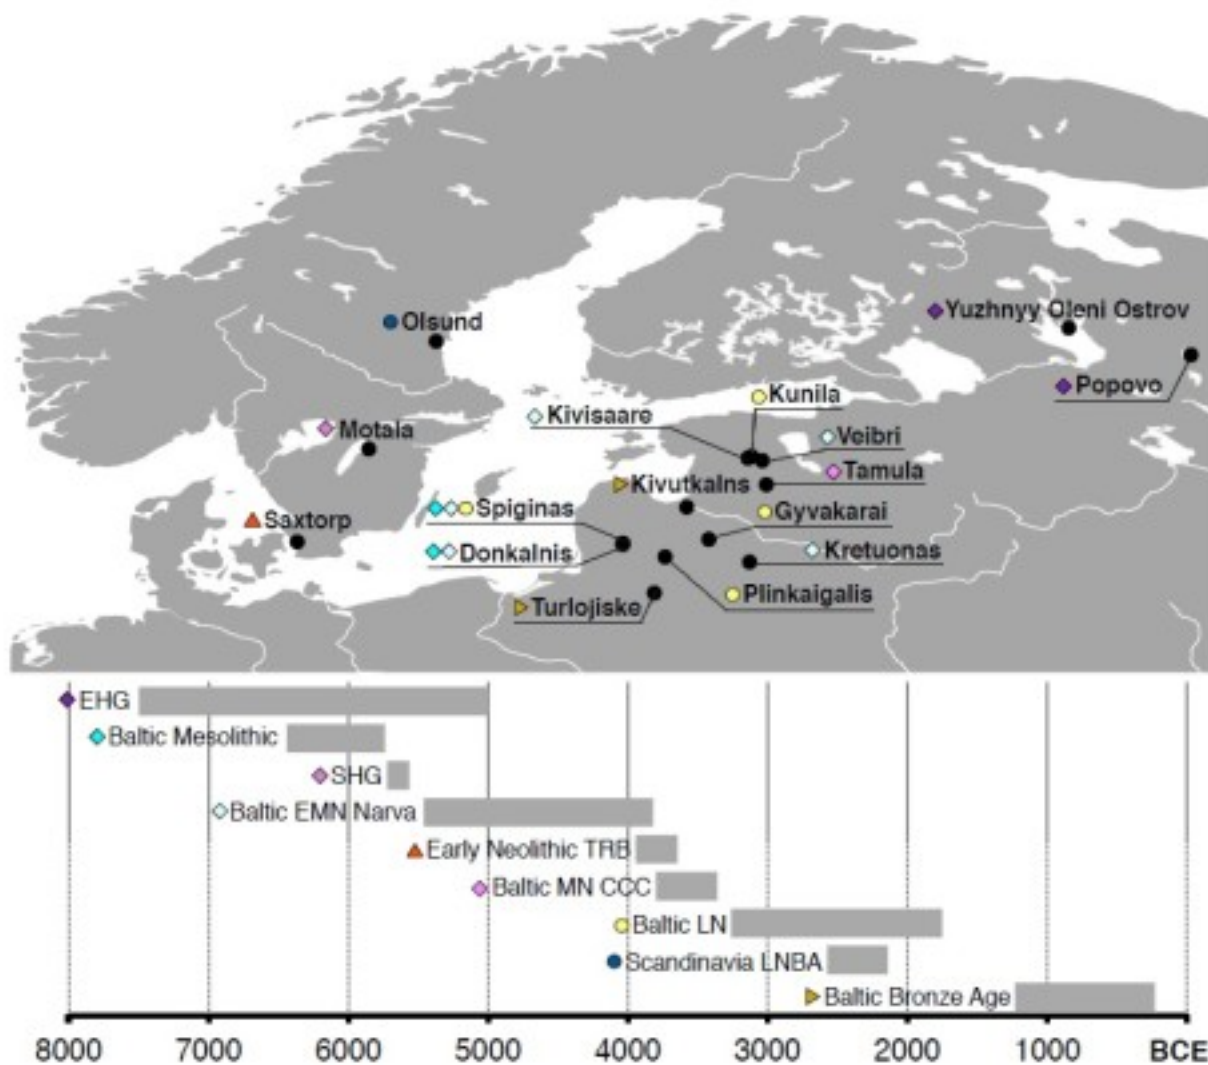 Olsund
Yuzhnyy Oleni Ostrov
Popovo
Kunila
Kivisaare
Motala
Veibri
Tamula
Kivutkalns
Spiginas
Gyvakarai
Saxtorp
Donkalnis
Kretuonas
Plinkaigalis
Turlojiske
EHG
Baltic Mesolithic
SHG
Baltic EMN Narva
Early Neolithic TRB
Baltic MN CCC
Baltic LN
Scandinavia LNBA
Baltic Bronze Age
8000 7000 6000 5000 4000 3000 2000 1000 BCE